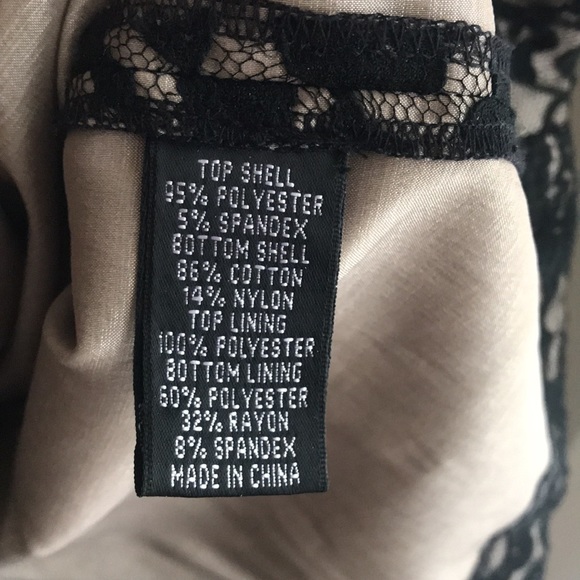 TOP SHELL
95% POLYESTER
5% SPANDEX
BOTTOM SHELL
86% COTTON
14% NYLON
TOP LINING
100% POLYESTER
BOTTOM LINING
60% POLYESTER
32% RAYON
8% SPANDEX
MADE IN CHINA